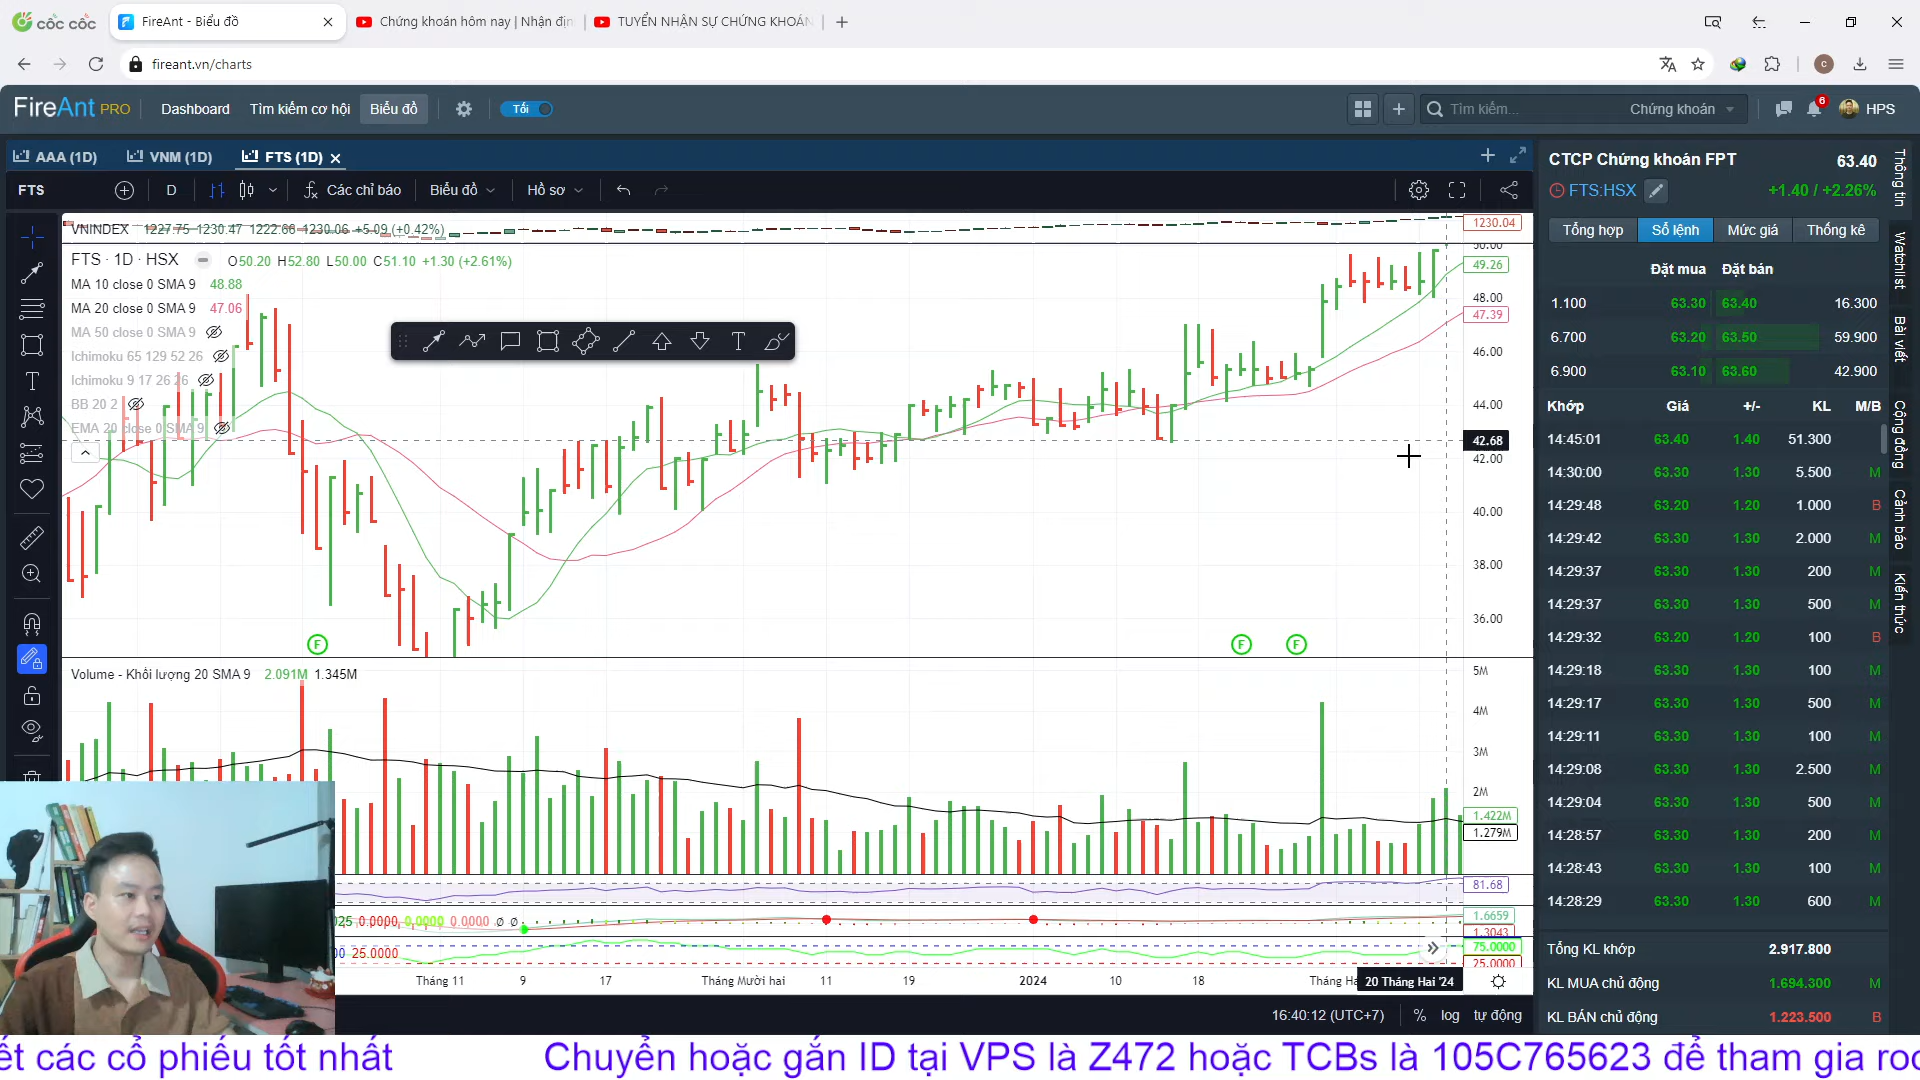 cốc cốc
FireAnt - Biểu đồ
Chứng khoán hôm nay | Nhận địn
TUYỂN NHẬN SỰ CHỨNG KHOÁN
fireant.vn/charts
FireAnt PRO
Dashboard
Tìm kiếm cơ hội
Biểu đồ
Tối
Tìm kiếm...
Chứng khoán
6
HPS
AAA (1D)
VNM (1D)
FTS (1D)
FTS
D
Các chỉ báo
Biểu đồ
Hồ sơ
VNINDEX 1227.75 1230.47 1222.66 1230.06 +5.09 (+0.42%)
FTS · 1D · HSX O50.20 H52.80 L50.00 C51.10 +1.30 (+2.61%)
MA 10 close 0 SMA 9 48.88
MA 20 close 0 SMA 9 47.06
MA 50 close 0 SMA 9
Ichimoku 65 129 52 26
Ichimoku 9 17 26 26
BB 20 2
EMA 20 close 0 SMA 9
1230.04
50.00
49.26
48.00
47.39
46.00
44.00
42.68
42.00
40.00
38.00
36.00
F
F
F
Volume - Khối lượng 20 SMA 9 2.091M 1.345M
5M
4M
3M
2M
1.422M
1.279M
81.68
025 0.0000 0.0000 0.0000 Ø Ø
1.6659
1.3043
00 25.0000
75.0000
25.0000
Tháng 11
9
17
Tháng Mười hai
11
19
2024
10
18
Tháng Ha
20 Tháng Hai '24
16:40:12 (UTC+7)
%
log
tự động
CTCP Chứng khoán FPT 63.40
FTS:HSX +1.40 / +2.26%
Tổng hợp
Sổ lệnh
Mức giá
Thống kê
Đặt mua Đặt bán
1.100 63.30 63.40 16.300
6.700 63.20 63.50 59.900
6.900 63.10 63.60 42.900
Khớp Giá +/- KL M/B
14:45:01 63.40 1.40 51.300
14:30:00 63.30 1.30 5.500 M
14:29:48 63.20 1.20 1.000 B
14:29:42 63.30 1.30 2.000 M
14:29:37 63.30 1.30 200 M
14:29:37 63.30 1.30 500 M
14:29:32 63.20 1.20 100 B
14:29:18 63.30 1.30 100 M
14:29:17 63.30 1.30 500 M
14:29:11 63.30 1.30 100 M
14:29:08 63.30 1.30 2.500 M
14:29:04 63.30 1.30 500 M
14:28:57 63.30 1.30 200 M
14:28:43 63.30 1.30 100 M
14:28:29 63.30 1.30 600 M
Tổng KL khớp 2.917.800
KL MUA chủ động 1.694.300 M
KL BÁN chủ động 1.223.500 B
Thông tin
Watchlist
Bài viết
Cộng đồng
Cảnh báo
Kiến thức
ết các cổ phiếu tốt nhất
Chuyển hoặc gắn ID tại VPS là Z472 hoặc TCBs là 105C765623 để tham gia roo